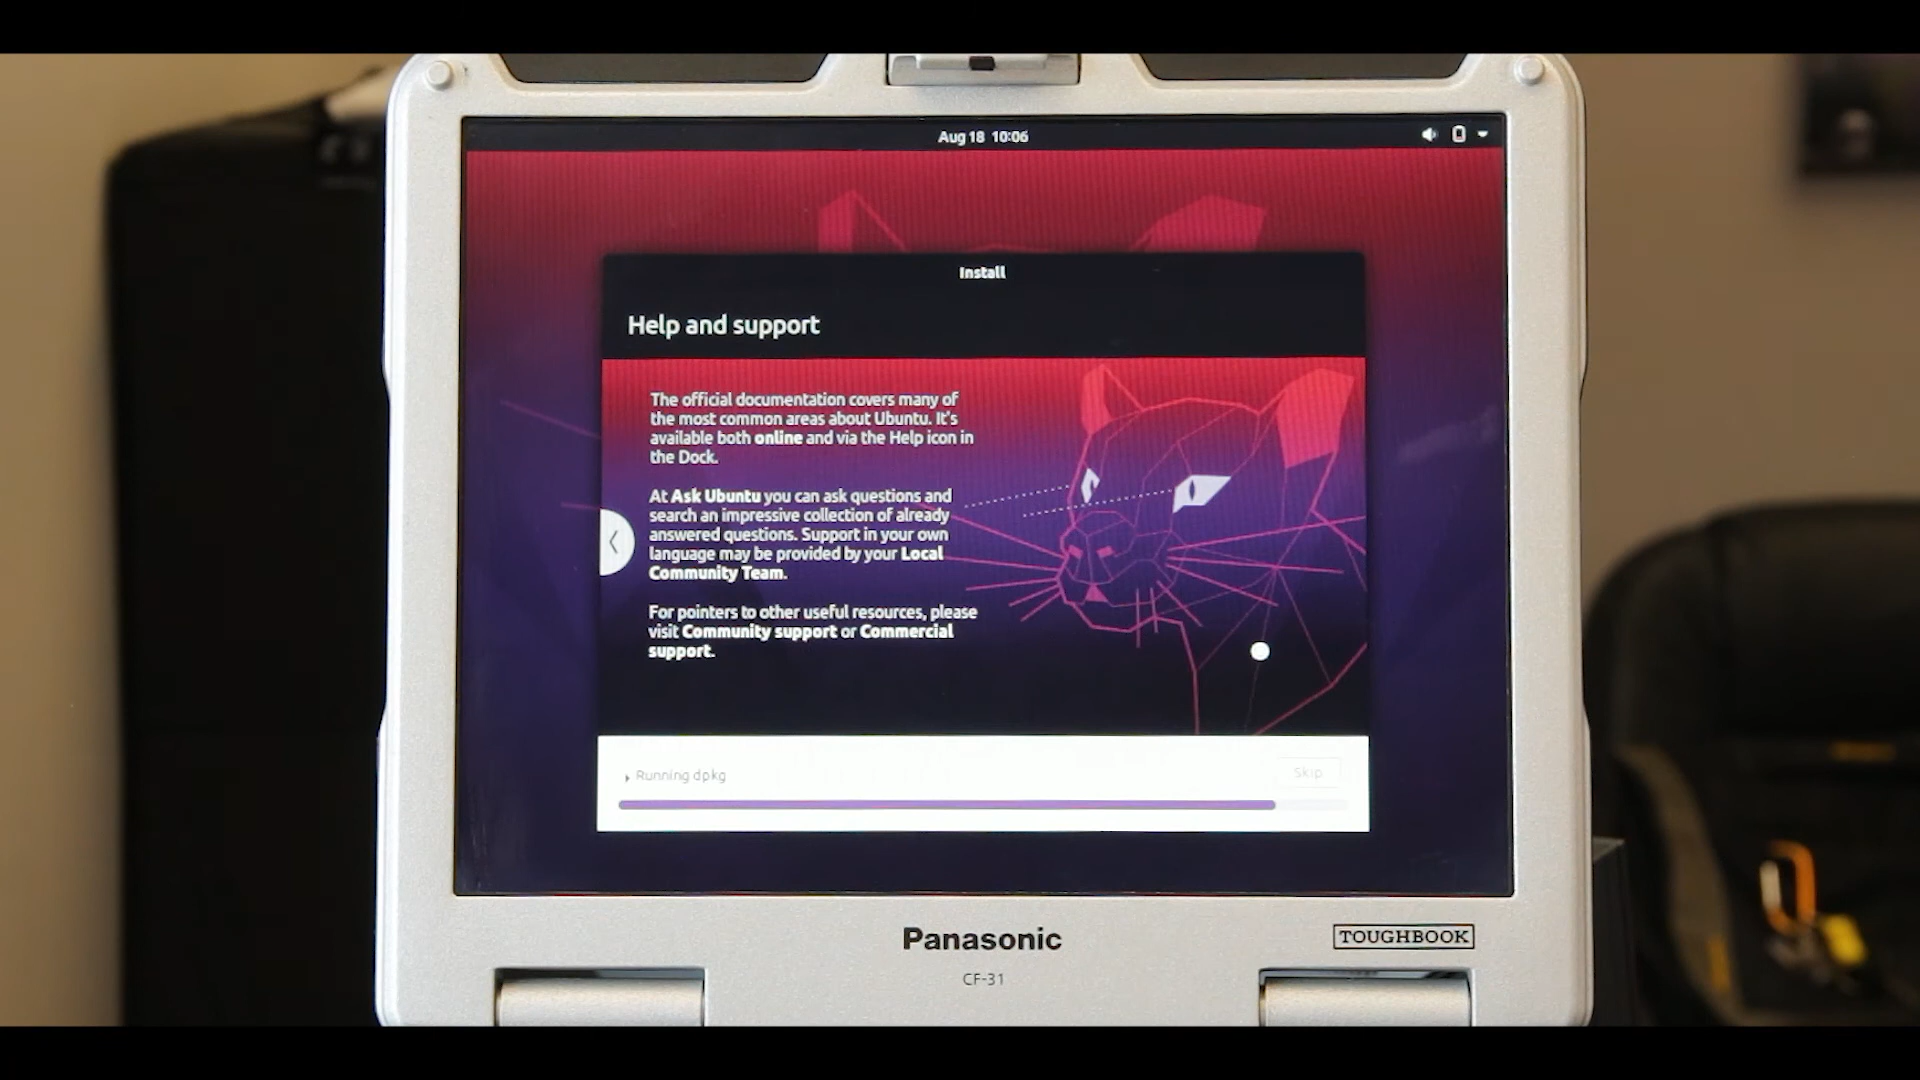 Aug 18 10:06
Install
Help and support
The official documentation covers many of
the most common areas about Ubuntu. It's
available both online and via the Help icon in
the Dock.
At Ask Ubuntu you can ask questions and
search an impressive collection of already
answered questions. Support in your own
language may be provided by your Local
Community Team.
For pointers to other useful resources, please
visit Community support or Commercial
support.
Running dpkg
Skip
Panasonic
TOUGHBOOK
CF-31